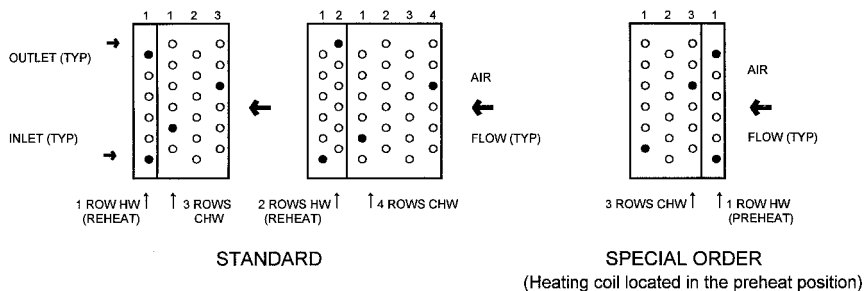 1 1 2 3
1 2 1 2 3 4
1 2 3 1
OUTLET (TYP)
INLET (TYP)
AIR
FLOW (TYP)
AIR
FLOW (TYP)
1 ROW HW
(REHEAT)
3 ROWS
CHW
2 ROWS HW
(REHEAT)
4 ROWS CHW
3 ROWS CHW
1 ROW HW
(PREHEAT)
STANDARD
SPECIAL ORDER
(Heating coil located in the preheat position)